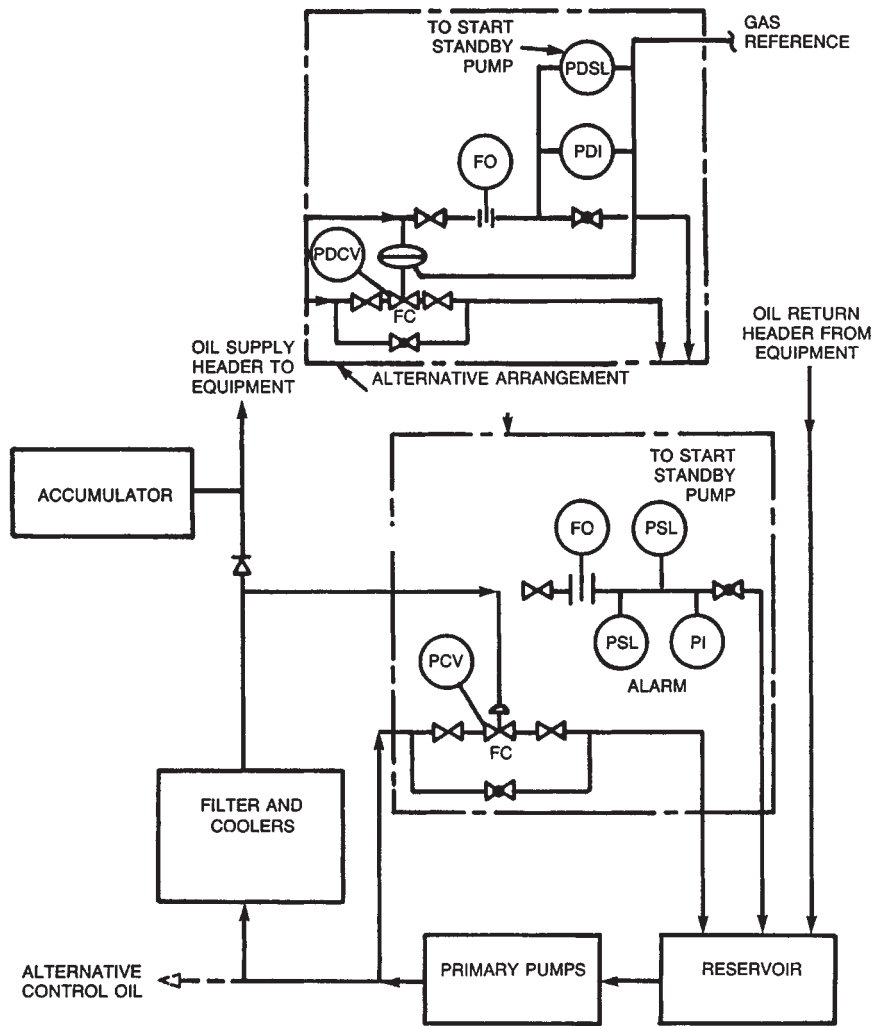 TO START
STANDBY
PUMP
GAS
REFERENCE
PDSL
PDI
FO
PDCV
FC
OIL SUPPLY
HEADER TO
EQUIPMENT
ALTERNATIVE ARRANGEMENT
OIL RETURN
HEADER FROM
EQUIPMENT
TO START
STANDBY
PUMP
ACCUMULATOR
FO
PSL
PSL
PI
ALARM
PCV
FC
FILTER AND
COOLERS
ALTERNATIVE
CONTROL OIL
PRIMARY PUMPS
RESERVOIR